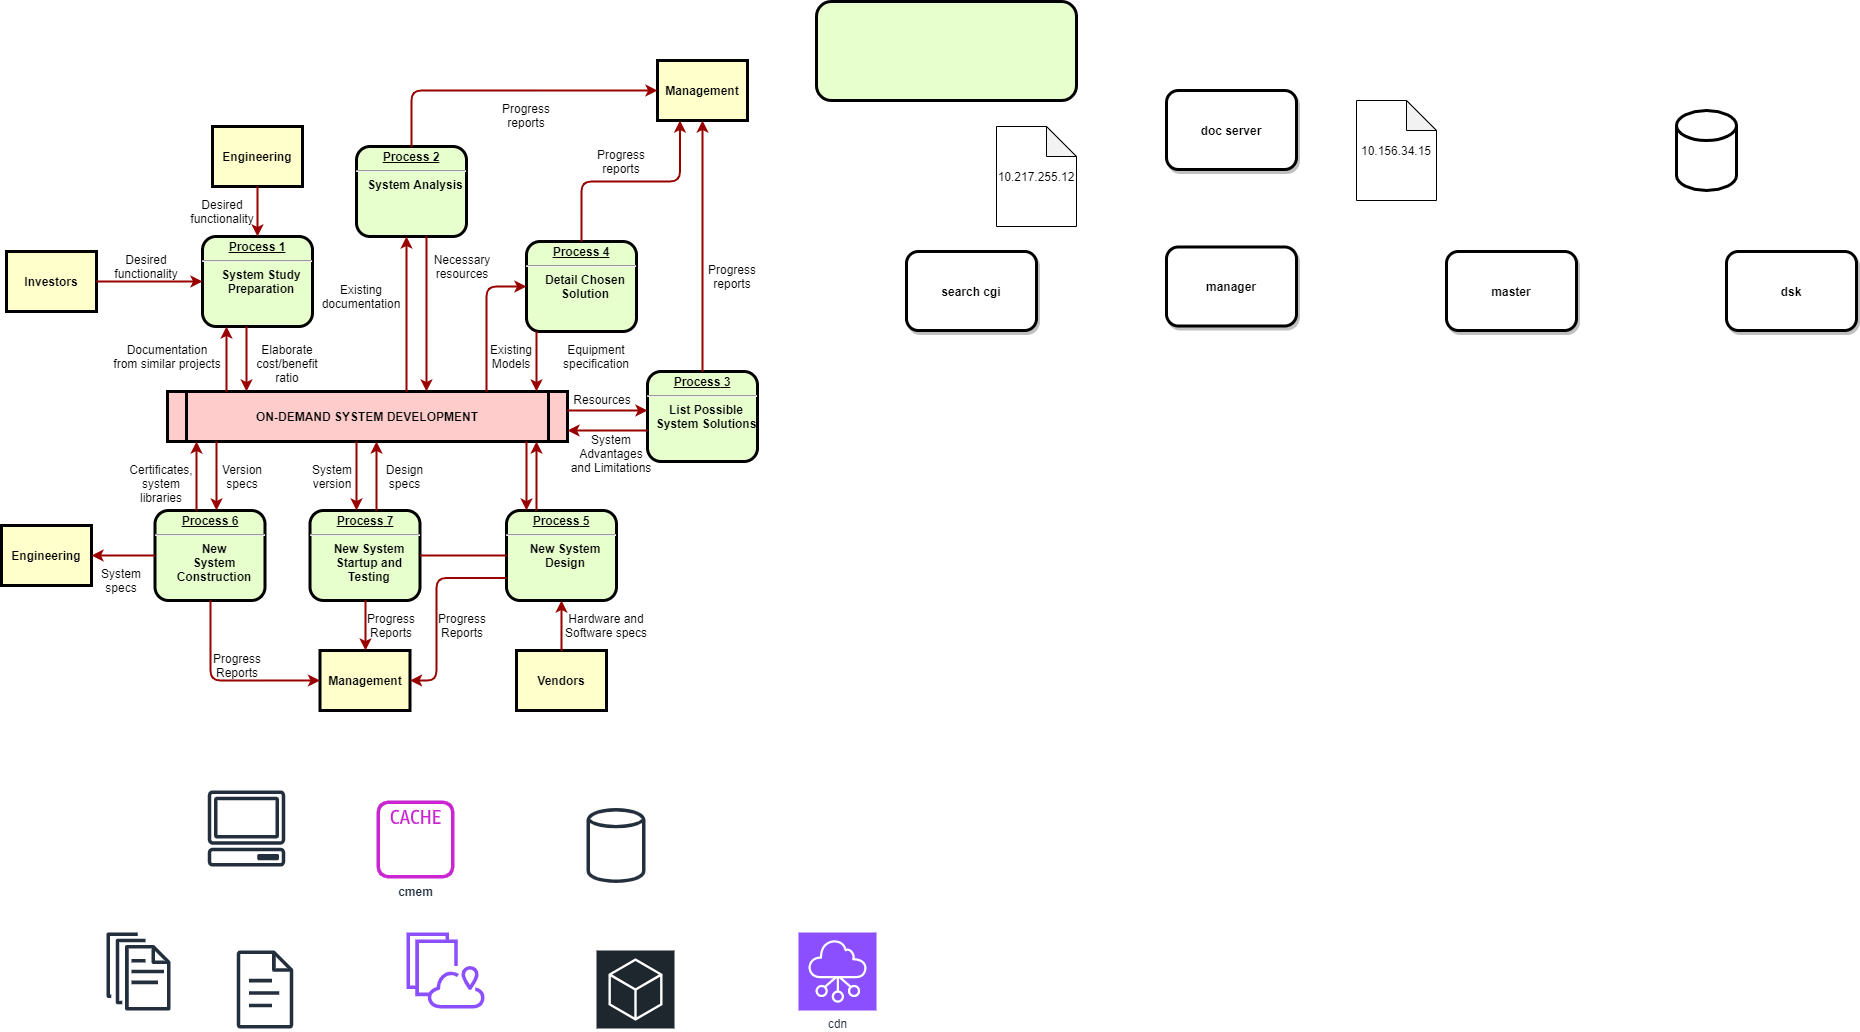 Management
Progress
reports
doc server
10.156.34.15
Engineering
Process 2
System Analysis
Progress
reports
10.217.255.12
Desired
functionality
Process 1
System Study
Preparation
Investors
Desired
functionality
Necessary
resources
Existing
documentation
Process 4
Detail Chosen
Solution
Progress
reports
search cgi
manager
master
dsk
Documentation
from similar projects
Elaborate
cost/benefit
ratio
Existing
Models
Equipment
specification
Process 3
List Possible
System Solutions
ON-DEMAND SYSTEM DEVELOPMENT
Resources
System
Advantages
and Limitations
Certificates,
system
libraries
Version
specs
System
version
Design
specs
Process 6
New
System
Construction
Process 7
New System
Startup and
Testing
Process 5
New System
Design
Engineering
System
specs
Progress
Reports
Progress
Reports
Hardware and
Software specs
Progress
Reports
Management
Vendors
CACHE
cmem
cdn